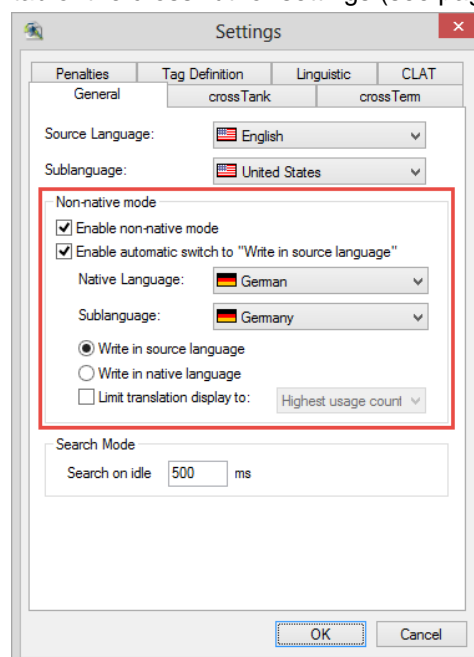 Settings
Penalties Tag Definition Linguistic CLAT
General crossTank crossTerm
Source Language: English
Sublanguage: United States
Non-native mode
Enable non-native mode
Enable automatic switch to "Write in source language"
Native Language: German
Sublanguage: Germany
Write in source language
Write in native language
Limit translation display to: Highest usage count
Search Mode
Search on idle 500 ms
OK Cancel